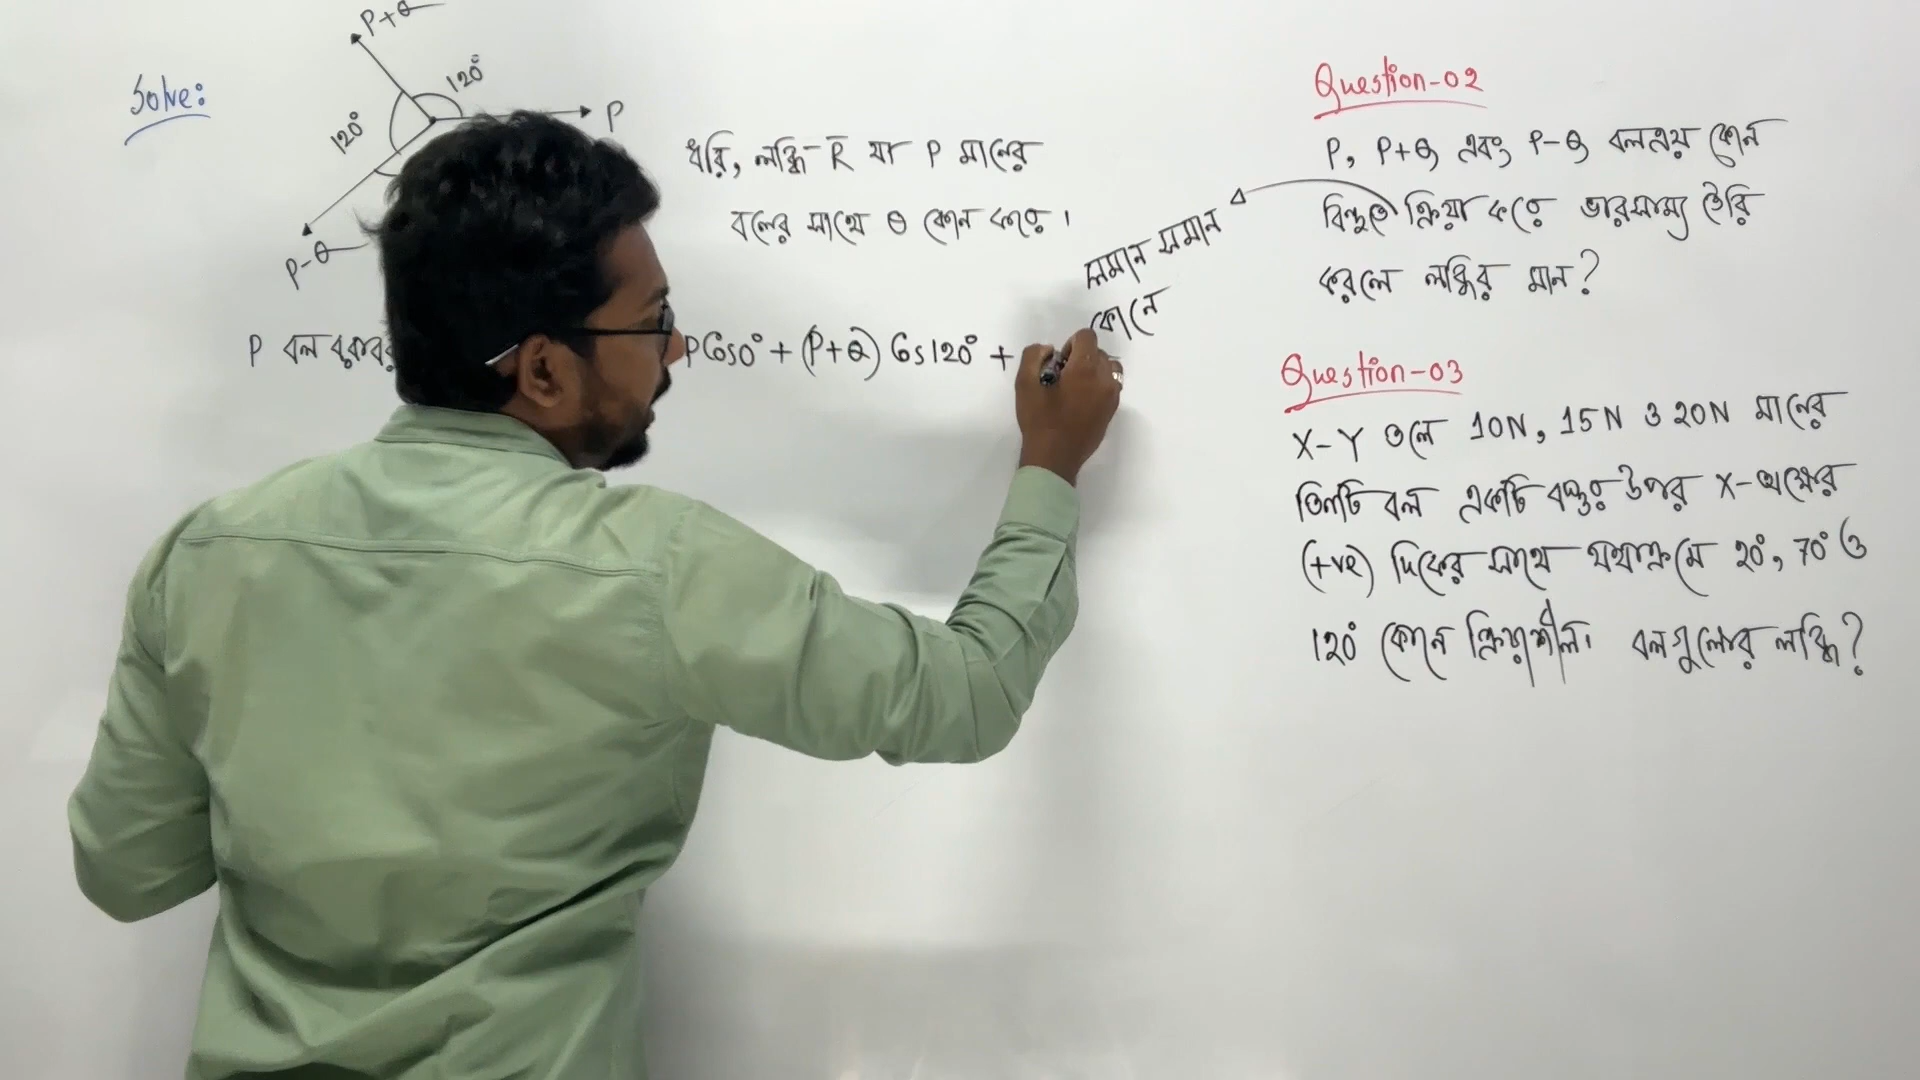 Solve:
P+Q
120°
120°
P
P-Q
ধরি, লব্ধি R̅ যা P মানের
বলের সাথে θ কোন করে।
P বল বরাবর
PCos0° + (P+Q) Cos120° +
সমান সমান
কোনে
Question-02
P, P+Q এবং P-Q বলত্রয় কোন
বিন্দুতে ক্রিয়া করে ভারসাম্য তৈরি
করলে লব্ধির মান?
Question-03
X-Y তলে 10N, 15N ও 20N মানের
তিনটি বল একটি বস্তুর উপর X-অক্ষের
(+ve) দিকের সাথে যথাক্রমে 20°, 70° ও
120° কোনে ক্রিয়াশীল। বলগুলোর লব্ধি?